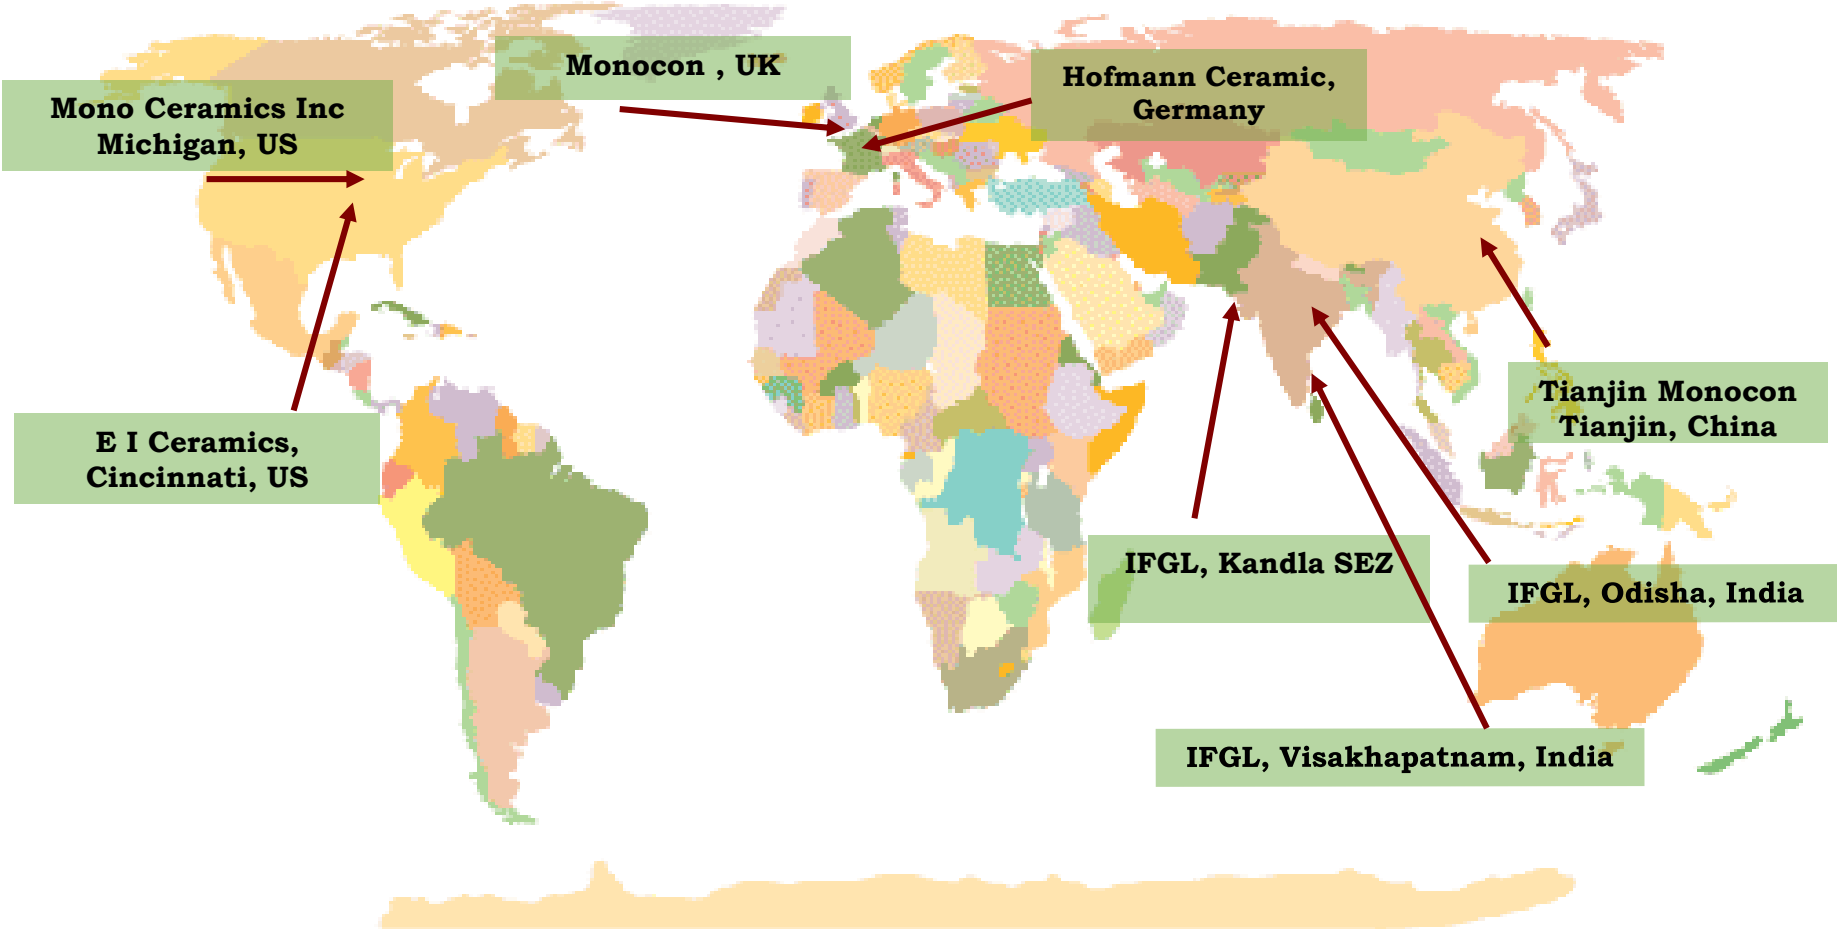 Monocon , UK
Hofmann Ceramic,
Germany
Mono Ceramics Inc
Michigan, US
E I Ceramics,
Cincinnati, US
Tianjin Monocon
Tianjin, China
IFGL, Kandla SEZ
IFGL, Odisha, India
IFGL, Visakhapatnam, India